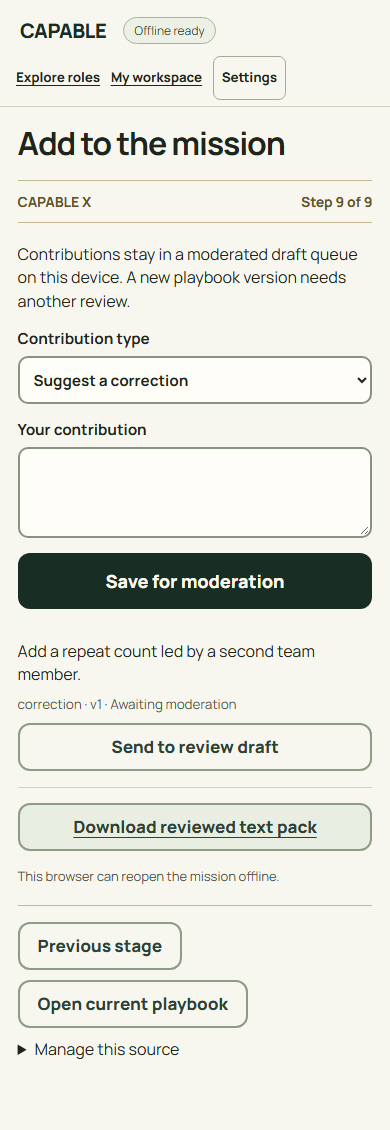 CAPABLE
Offline ready
Explore roles
My workspace
Settings
Add to the mission
CAPABLE X
Step 9 of 9
Contributions stay in a moderated draft queue
on this device. A new playbook version needs
another review.
Contribution type
Suggest a correction
Your contribution
Save for moderation
Add a repeat count led by a second team
member.
correction · v1 · Awaiting moderation
Send to review draft
Download reviewed text pack
This browser can reopen the mission offline.
Previous stage
Open current playbook
Manage this source